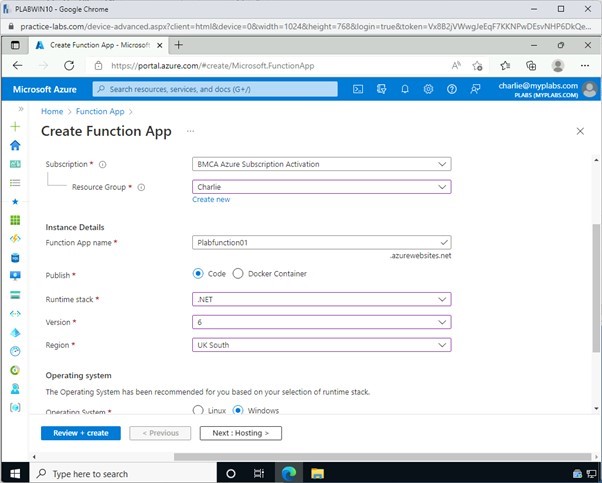 PLABWIN10 - Google Chrome
practice-labs.com/device-advanced.aspx?client=html&device=0&width=1024&height=768&login=true&token=Vx8B2jVWwgJeEqF7KKNPwDEsvNHP6DkQe...
Create Function App - Microsoft
https://portal.azure.com/#create/Microsoft.FunctionApp
Microsoft Azure
Search resources, services, and docs (G+/)
charlie@myplabs.com
PLABS (MYPLABS.COM)
Home > Function App >
Create Function App ...
Subscription *
BMCA Azure Subscription Activation
Resource Group *
Charlie
Create new
Instance Details
Function App name *
Plabfunction01
.azurewebsites.net
Publish *
Code Docker Container
Runtime stack *
.NET
Version *
6
Region *
UK South
Operating system
The Operating System has been recommended for you based on your selection of runtime stack.
Operating System *
Linux Windows
Review + create
< Previous
Next : Hosting >
Type here to search